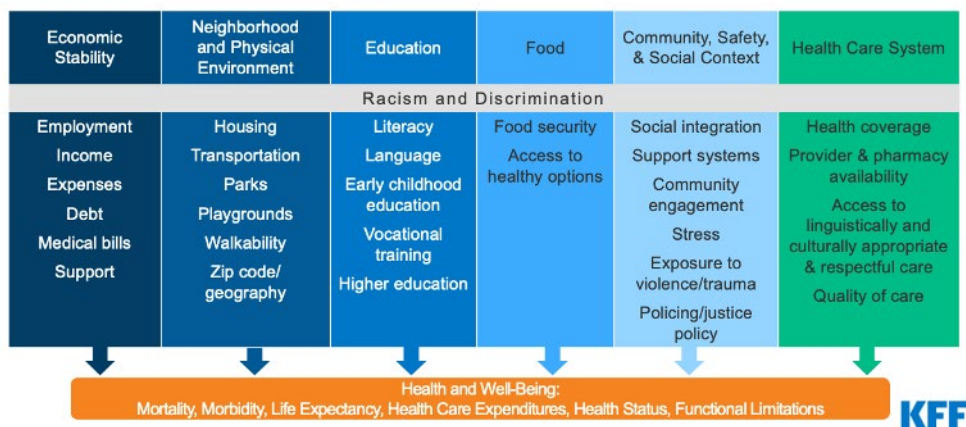 Economic
Stability
Neighborhood
and Physical
Environment
Education
Food
Community, Safety,
& Social Context
Health Care System
Racism and Discrimination
Employment
Income
Expenses
Debt
Medical bills
Support
Housing
Transportation
Parks
Playgrounds
Walkability
Zip code/
geography
Literacy
Language
Early childhood
education
Vocational
training
Higher education
Food security
Access to
healthy options
Social integration
Support systems
Community
engagement
Stress
Exposure to
violence/trauma
Policing/justice
policy
Health coverage
Provider & pharmacy
availability
Access to
linguistically and
culturally appropriate
& respectful care
Quality of care
Health and Well-Being:
Mortality, Morbidity, Life Expectancy, Health Care Expenditures, Health Status, Functional Limitations
KFF